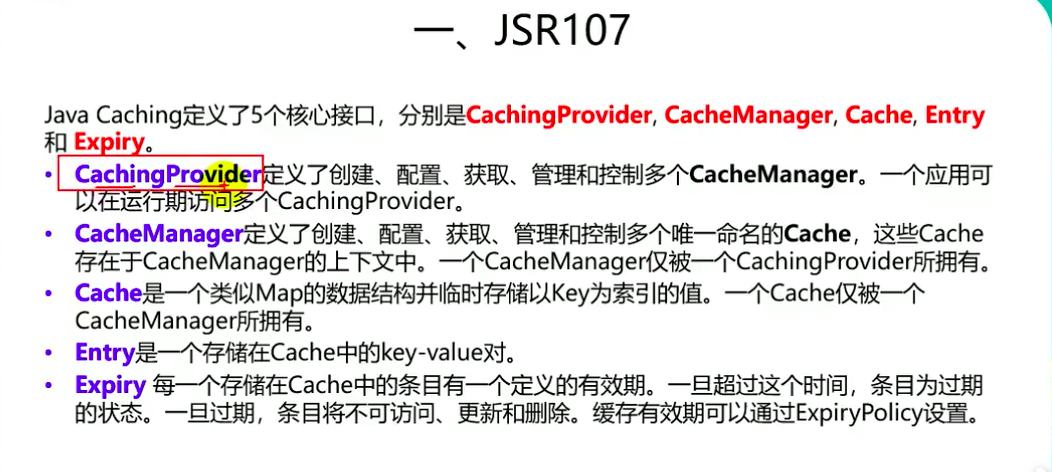 一、JSR107
Java Caching定义了5个核心接口，分别是CachingProvider, CacheManager, Cache, Entry
和 Expiry。
• CachingProvider定义了创建、配置、获取、管理和控制多个CacheManager。一个应用可
以在运行期访问多个CachingProvider。
• CacheManager定义了创建、配置、获取、管理和控制多个唯一命名的Cache，这些Cache
存在于CacheManager的上下文中。一个CacheManager仅被一个CachingProvider所拥有。
• Cache是一个类似Map的数据结构并临时存储以Key为索引的值。一个Cache仅被一个
CacheManager所拥有。
• Entry是一个存储在Cache中的key-value对。
• Expiry 每一个存储在Cache中的条目有一个定义的有效期。一旦超过这个时间，条目为过期
的状态。一旦过期，条目将不可访问、更新和删除。缓存有效期可以通过ExpiryPolicy设置。